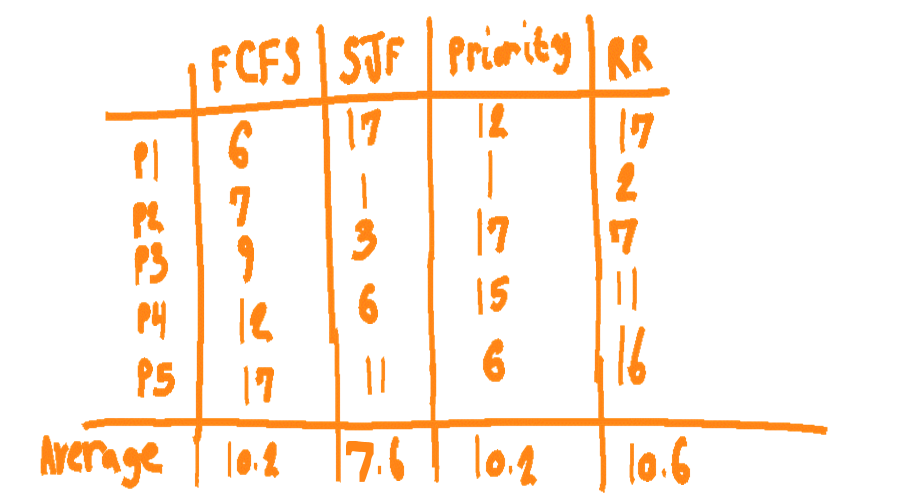 FCFS SJF Priority RR
P1 6 17 12 17
P2 7 1 1 2
P3 9 3 17 7
P4 12 6 15 11
P5 17 11 6 16
Average 10.2 7.6 10.2 10.6